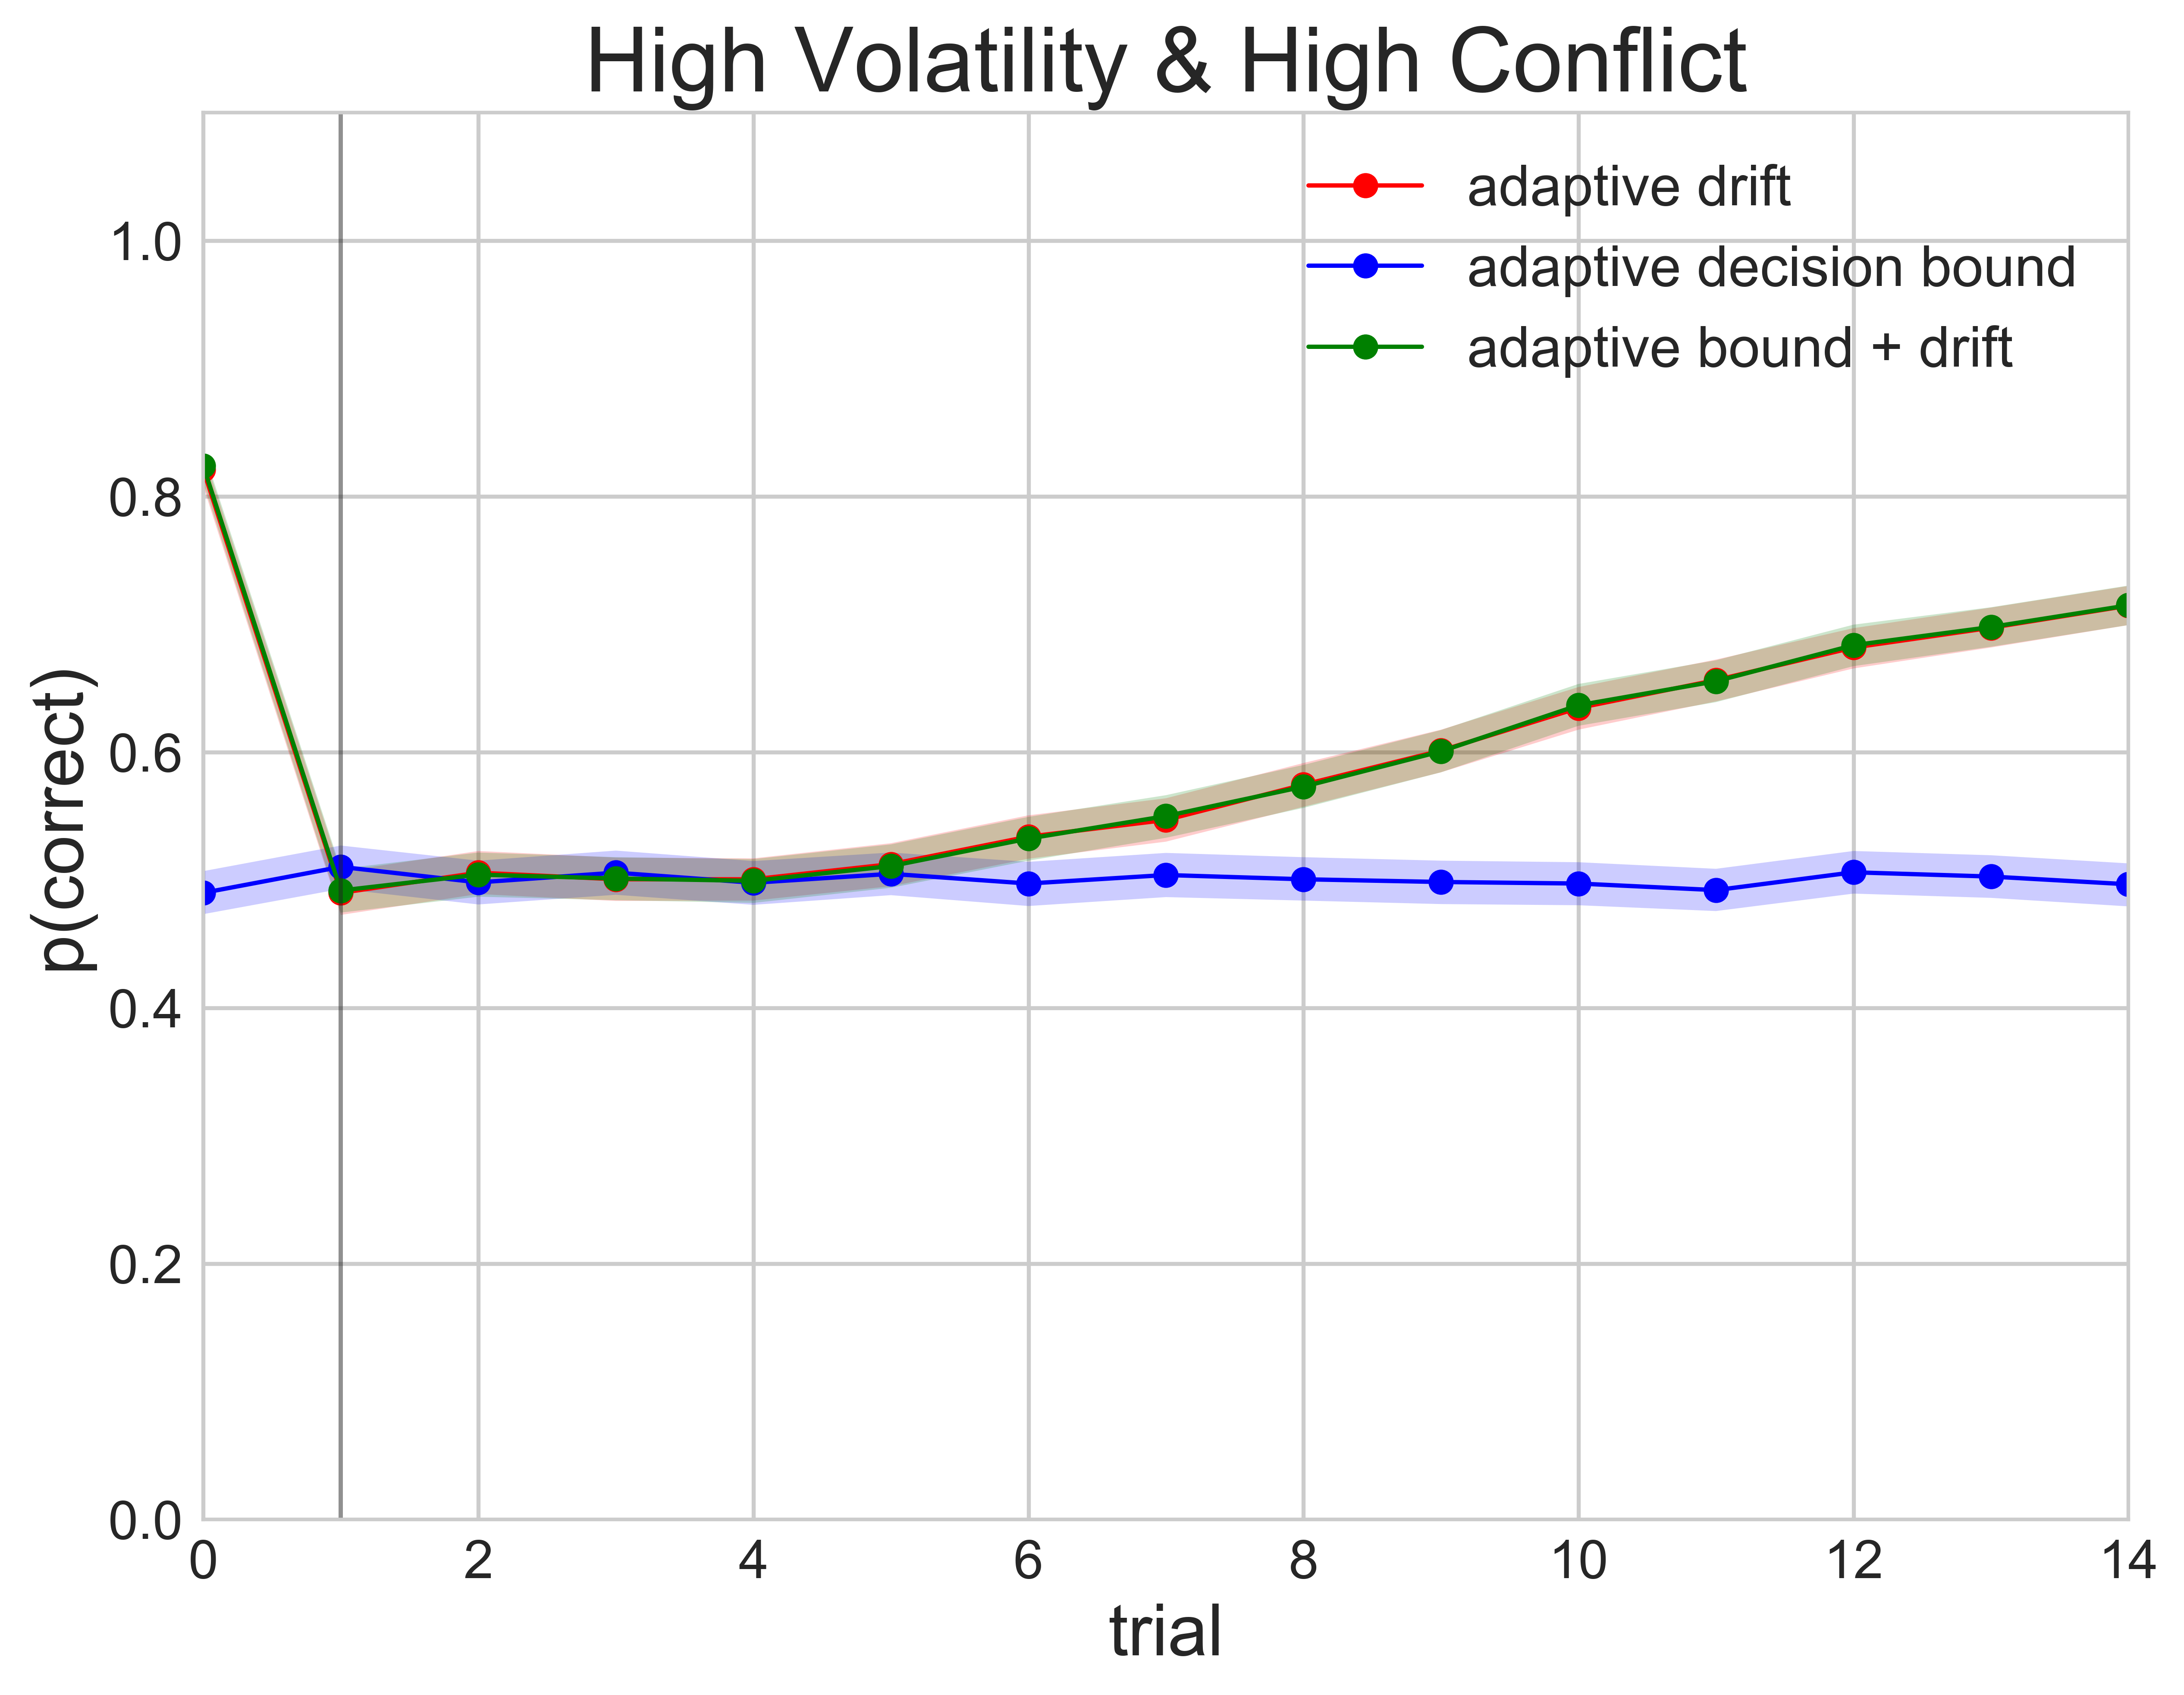 High Volatility & High Conflict
adaptive drift
adaptive decision bound
adaptive bound + drift
p(correct)
1.0
0.8
0.6
0.4
0.2
0.0
0 2 4 6 8 10 12 14
trial